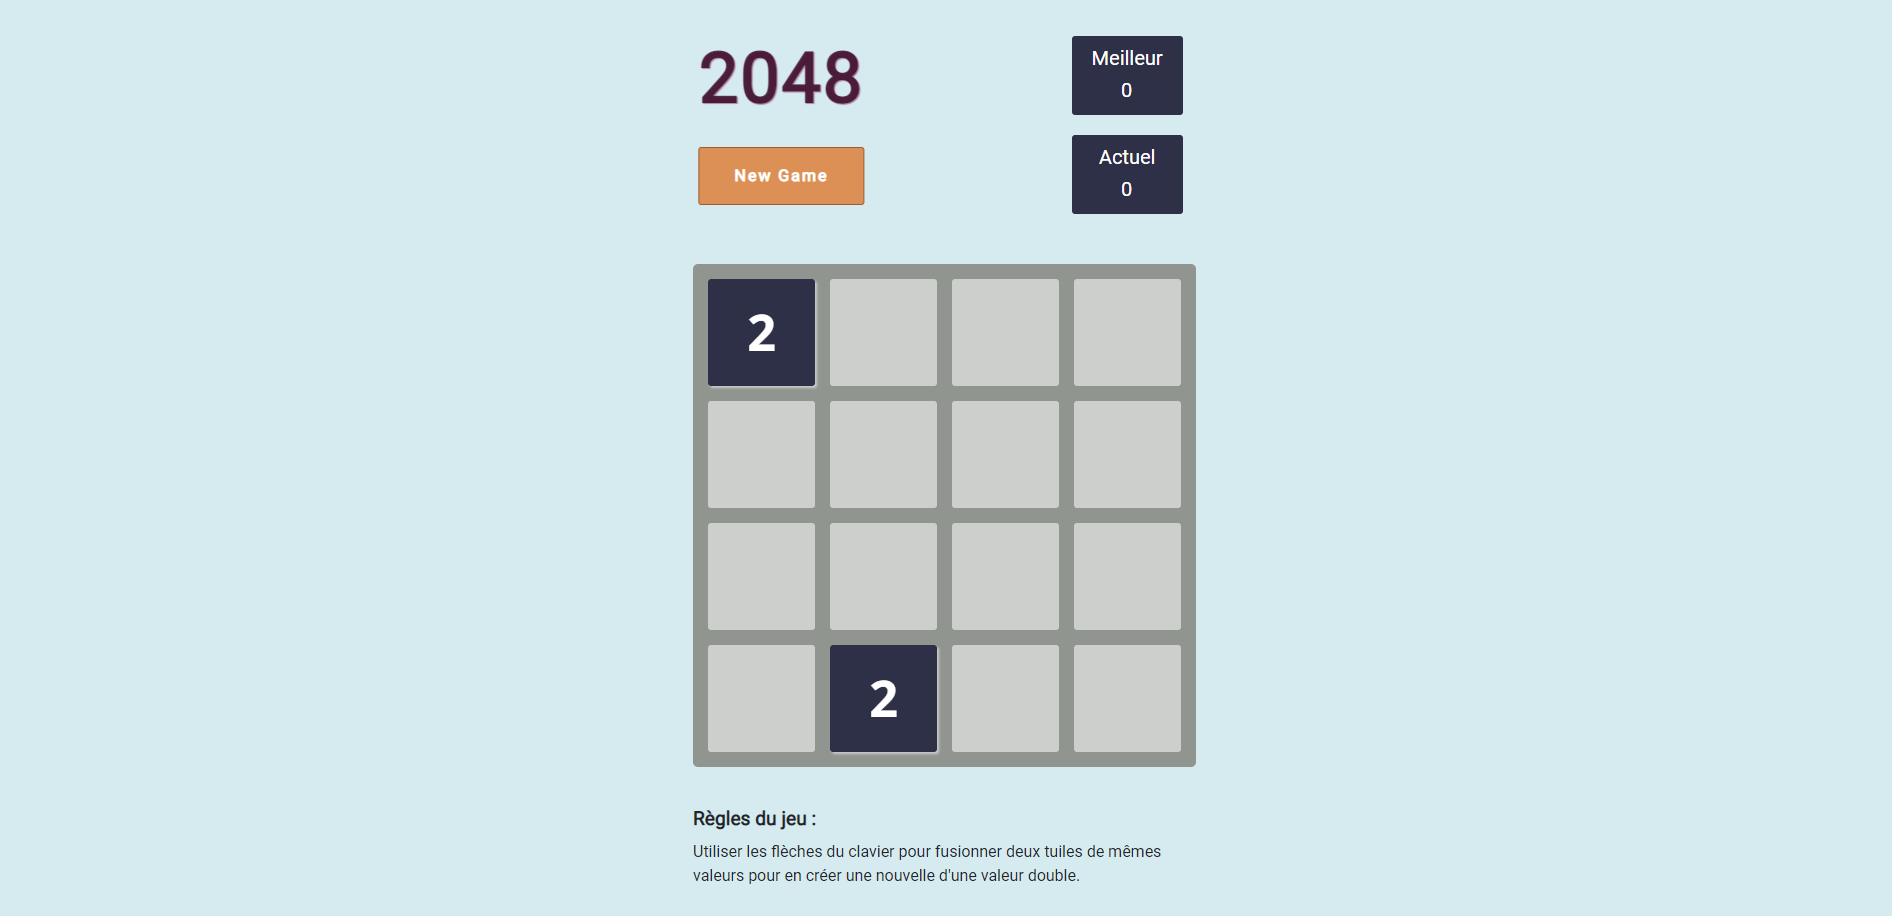 2048
Meilleur
0
New Game
Actuel
0
2
2
Règles du jeu :
Utiliser les flèches du clavier pour fusionner deux tuiles de mêmes
valeurs pour en créer une nouvelle d'une valeur double.